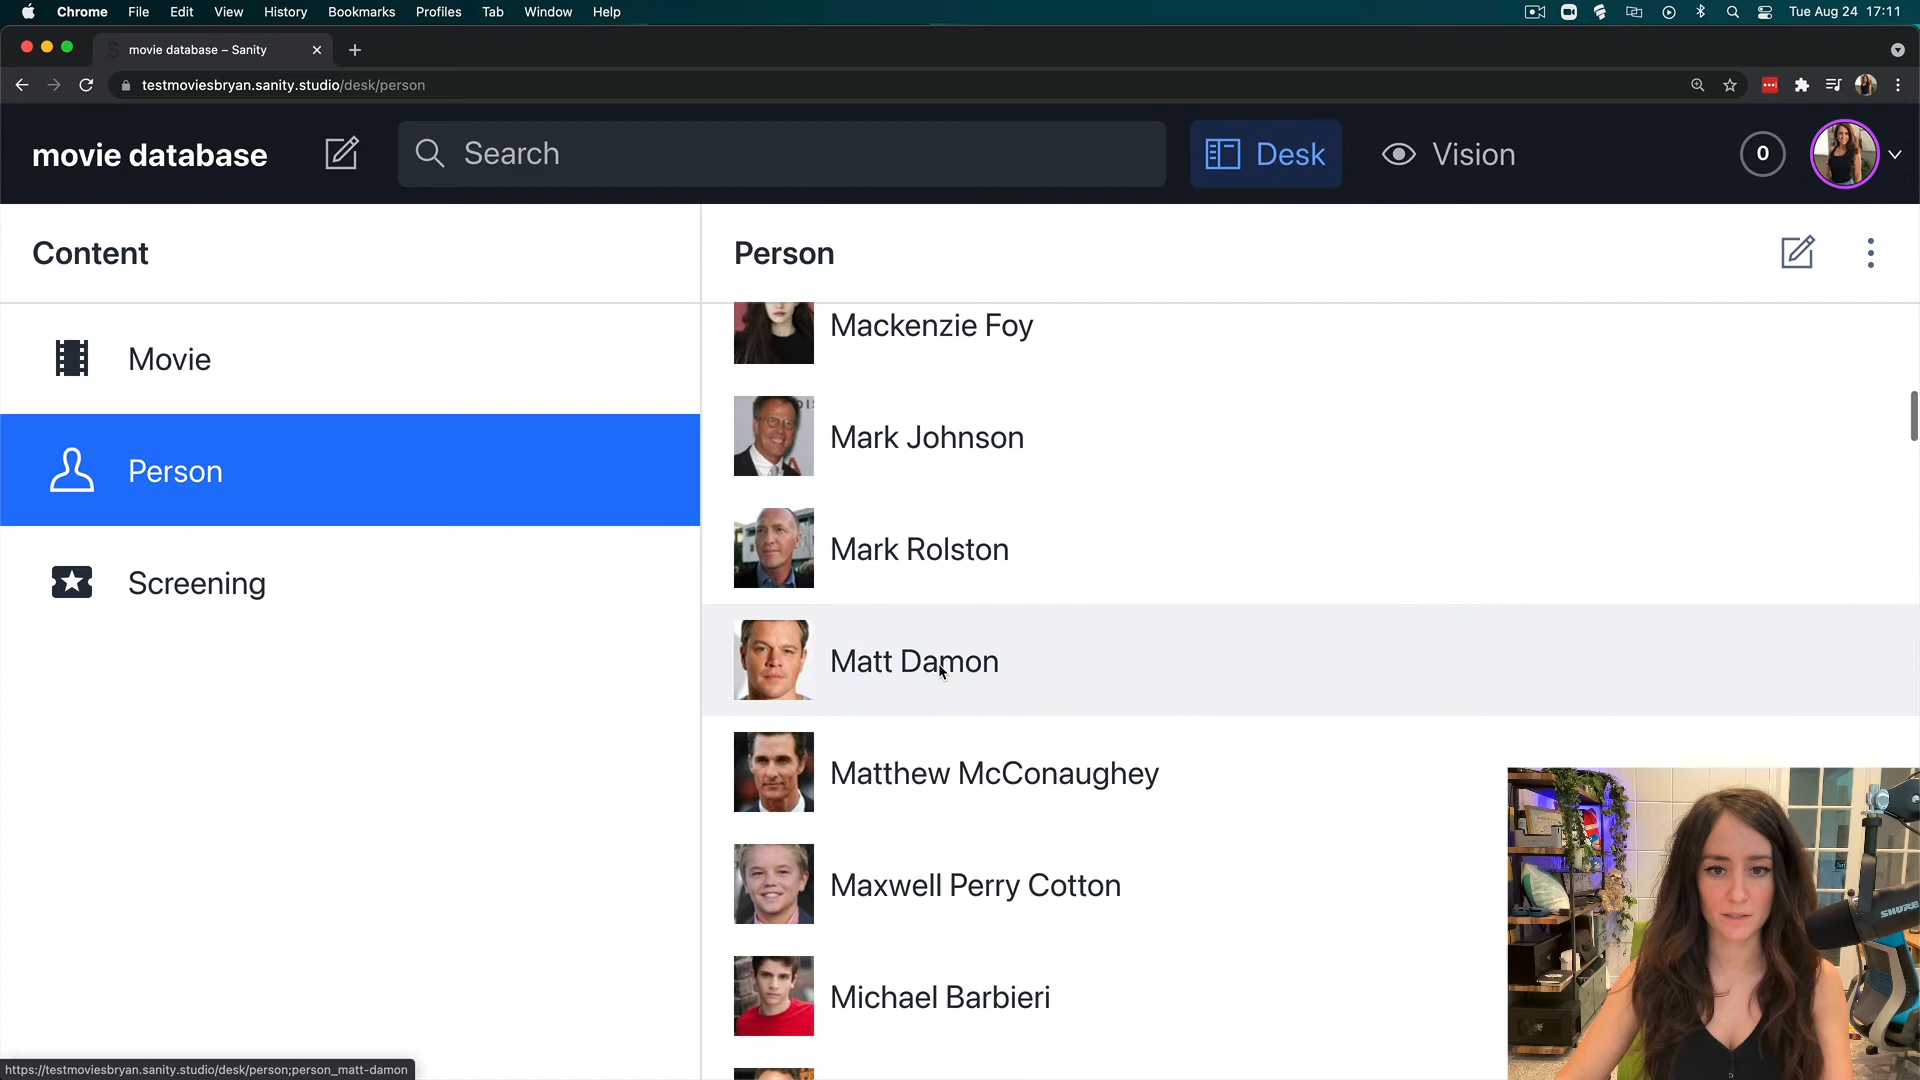 Chrome File Edit View History Bookmarks Profiles Tab Window Help Tue Aug 24 17:11
movie database – Sanity
testmoviesbryan.sanity.studio/desk/person
movie database Search Desk Vision 0
Content Person
Movie
Person
Screening
Mackenzie Foy
Mark Johnson
Mark Rolston
Matt Damon
Matthew McConaughey
Maxwell Perry Cotton
Michael Barbieri
SHURE
https://testmoviesbryan.sanity.studio/desk/person;person_matt-damon